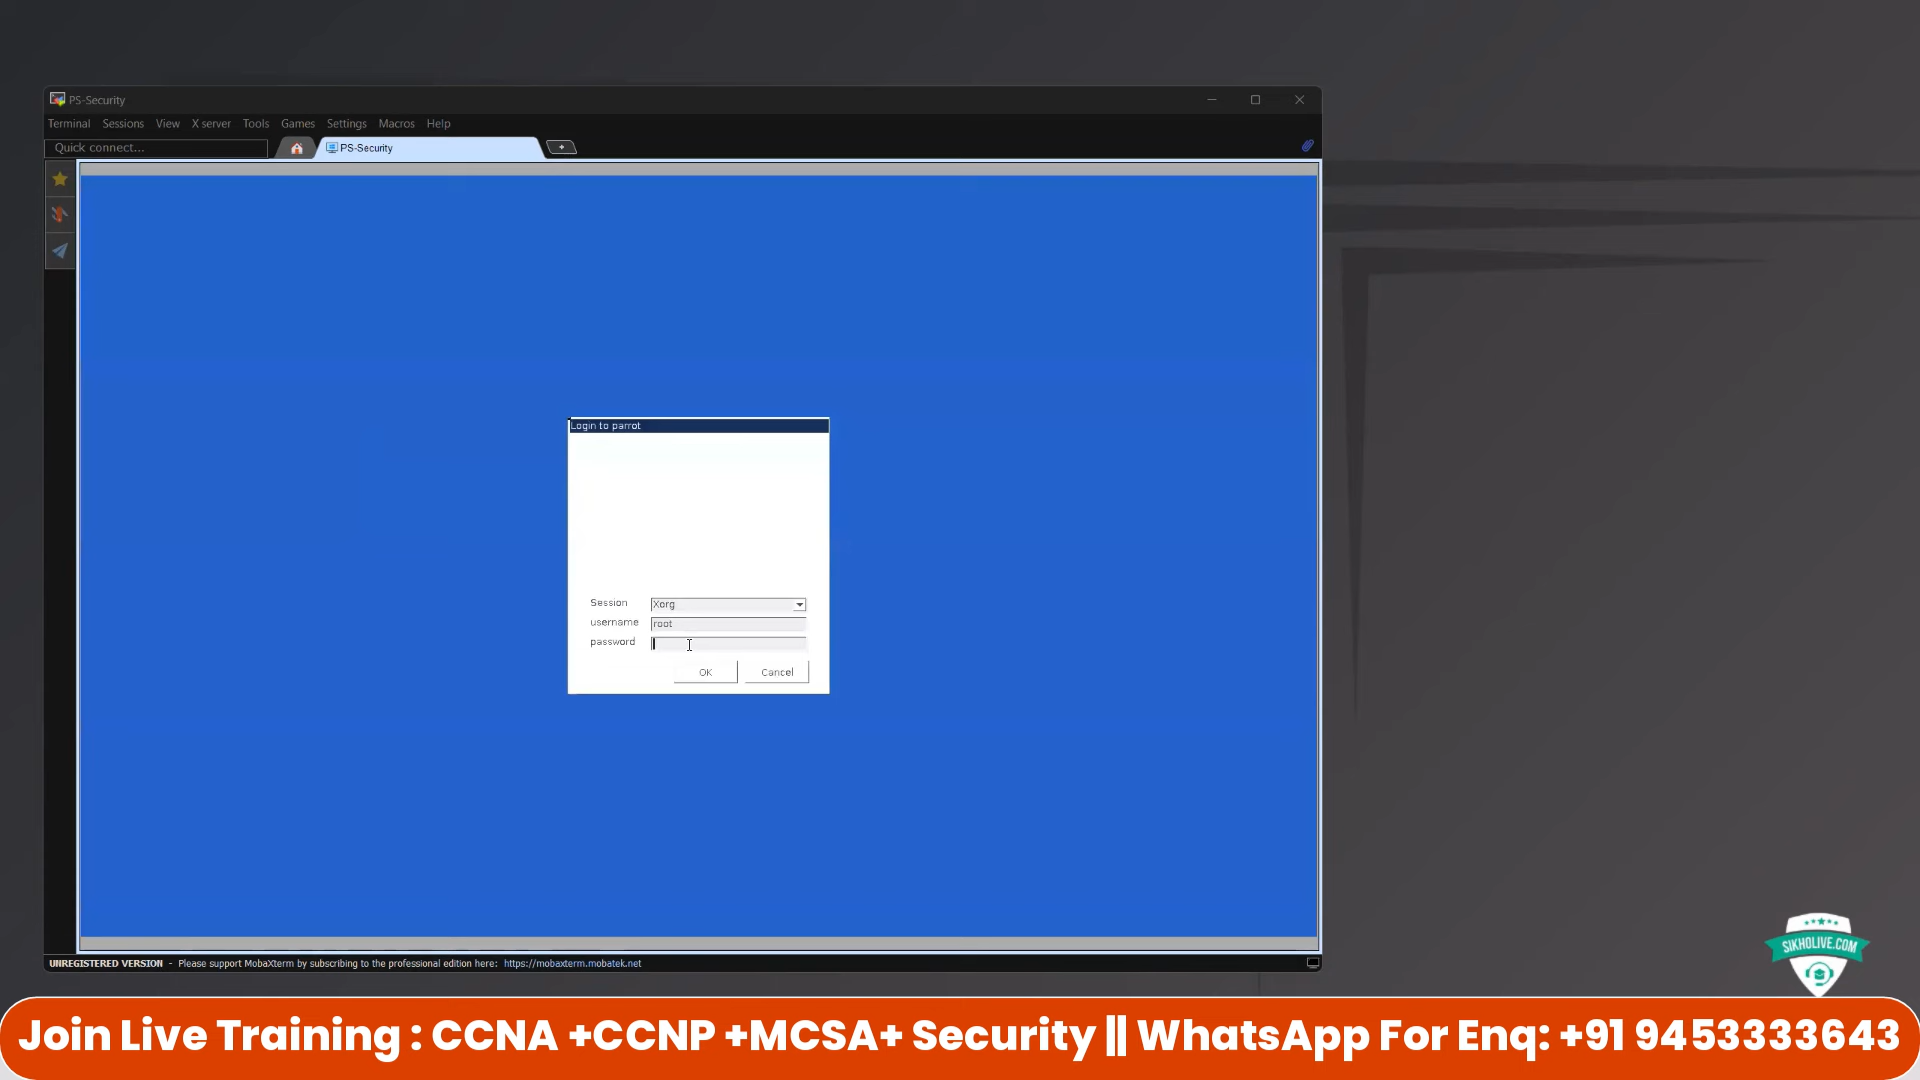 PS-Security
Terminal Sessions View X server Tools Games Settings Macros Help
Quick connect...
PS-Security
Login to parrot
Session Xorg
username root
password
OK Cancel
UNREGISTERED VERSION - Please support MobaXterm by subscribing to the professional edition here: https://mobaxterm.mobatek.net
SIKHOLIVE.COM
Join Live Training : CCNA +CCNP +MCSA+ Security || WhatsApp For Enq: +91 9453333643